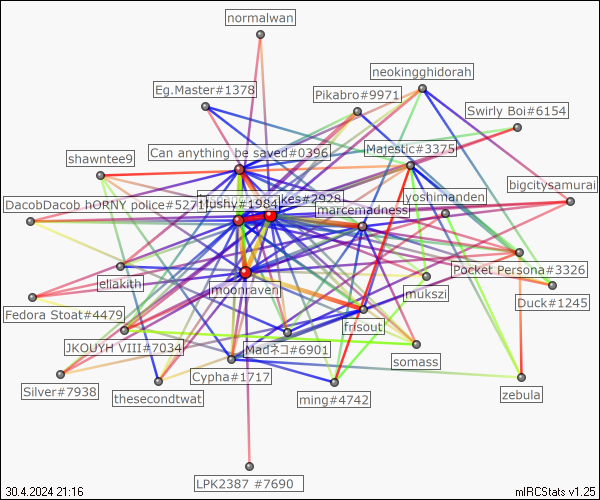 normalwan
neokingghidorah
Eg.Master#1378
Pikabro#9971
Swirly Boi#6154
Can anything be saved#0396
Majestic#3375
shawntee9
bigcitysamurai
kes#2928
lyoshimanden
DacobDacob hORNY police#5271
lushy#1984
marcemadness
Pocket Persona#3326
eliakith
moonraven
mukszi
Duck#1245
Fedora Stoat#4479
frisout
JKOUYH VIII#7034
Madネコ#6901
somass
Cypha#1717
Silver#7938
thesecondtwat
ming#4742
zebula
LPK2387 #7690
30.4.2024 21:16
mIRCStats v1.25